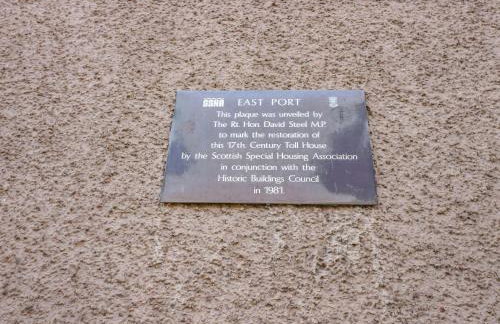 SSHA EAST PORT
This plaque was unveiled by
The Rt. Hon. David Steel M.P.
to mark the restoration of
this 17th Century Toll House
by the Scottish Special Housing Association
in conjunction with the
Historic Buildings Council
in 1981.